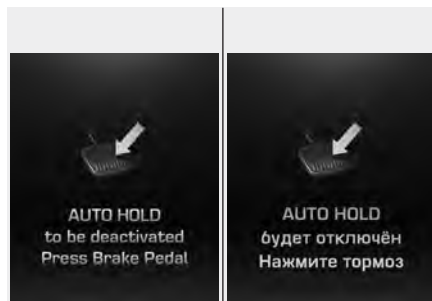 AUTO HOLD
to be deactivated
Press Brake Pedal
AUTO HOLD
будет отключён
Нажмите тормоз